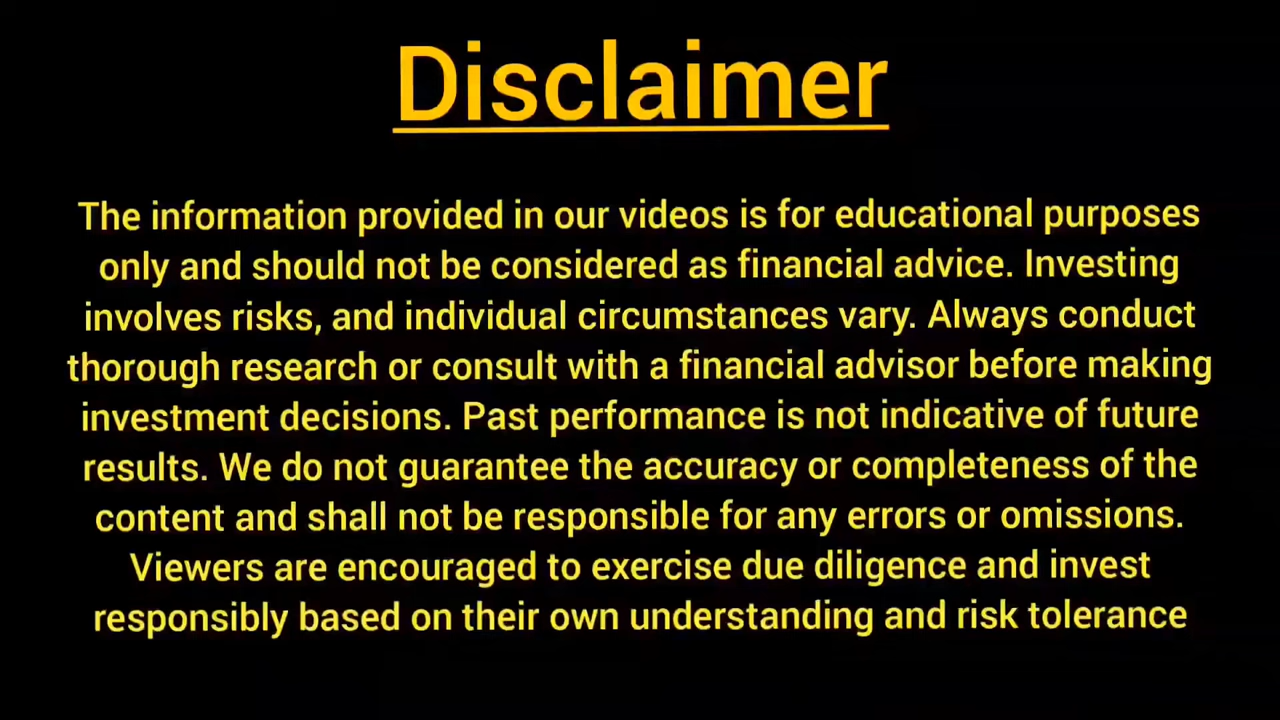 Disclaimer
The information provided in our videos is for educational purposes
only and should not be considered as financial advice. Investing
involves risks, and individual circumstances vary. Always conduct
thorough research or consult with a financial advisor before making
investment decisions. Past performance is not indicative of future
results. We do not guarantee the accuracy or completeness of the
content and shall not be responsible for any errors or omissions.
Viewers are encouraged to exercise due diligence and invest
responsibly based on their own understanding and risk tolerance